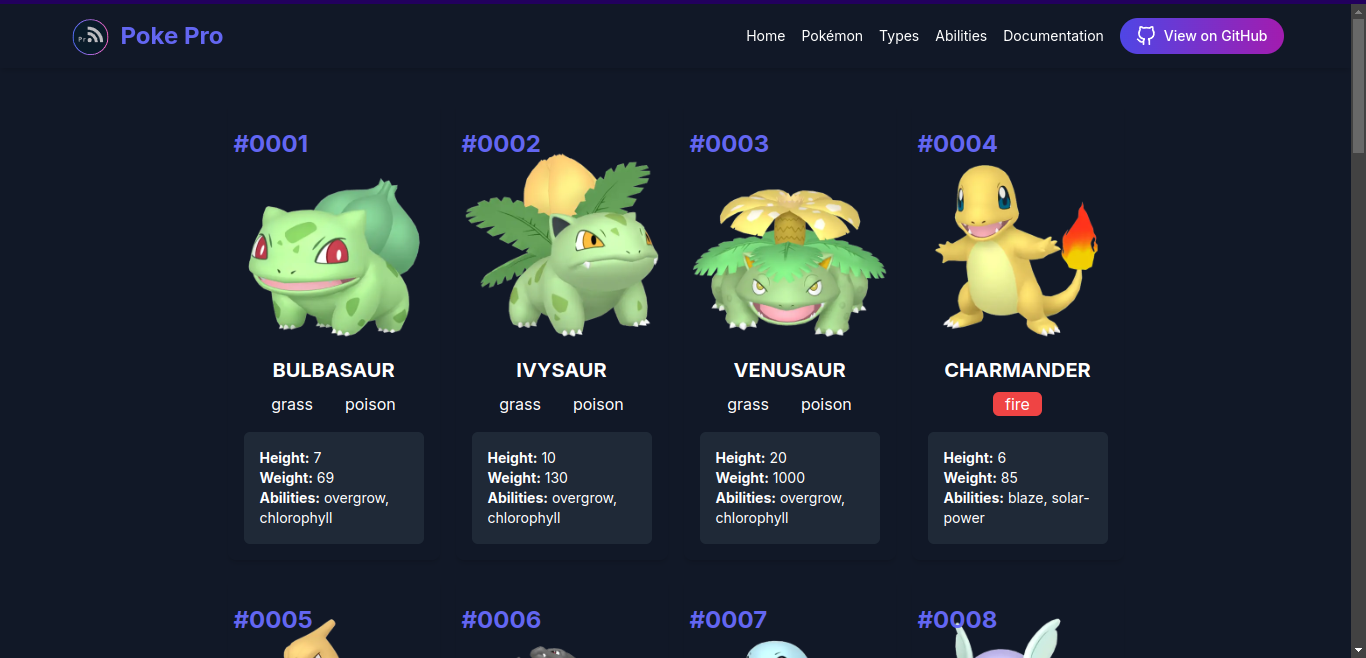 Pr
Poke Pro
Home Pokémon Types Abilities Documentation View on GitHub
#0001 #0002 #0003 #0004
BULBASAUR IVYSAUR VENUSAUR CHARMANDER
grass poison grass poison grass poison fire
Height: 7
Weight: 69
Abilities: overgrow,
chlorophyll
Height: 10
Weight: 130
Abilities: overgrow,
chlorophyll
Height: 20
Weight: 1000
Abilities: overgrow,
chlorophyll
Height: 6
Weight: 85
Abilities: blaze, solar-
power
#0005 #0006 #0007 #0008